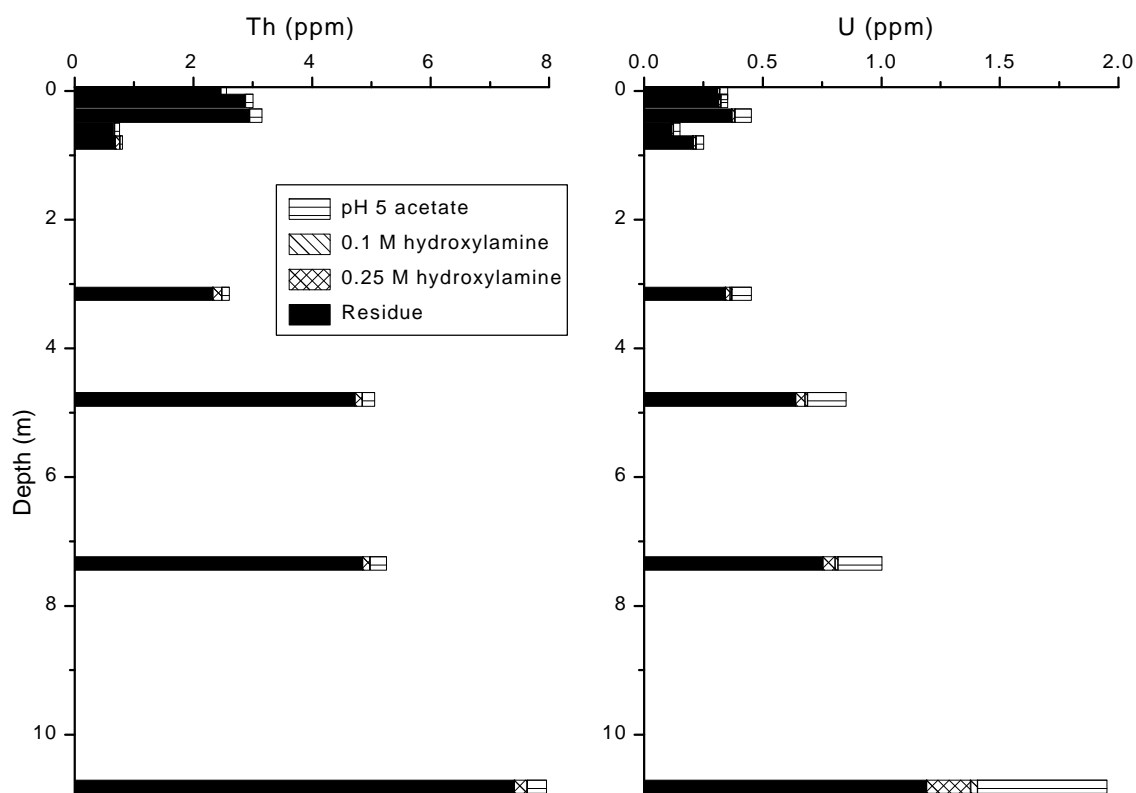 Th (ppm)
0 2 4 6 8
U (ppm)
0.0 0.5 1.0 1.5 2.0
0
2
4
6
8
10
Depth (m)
pH 5 acetate
0.1 M hydroxylamine
0.25 M hydroxylamine
Residue
0
2
4
6
8
10